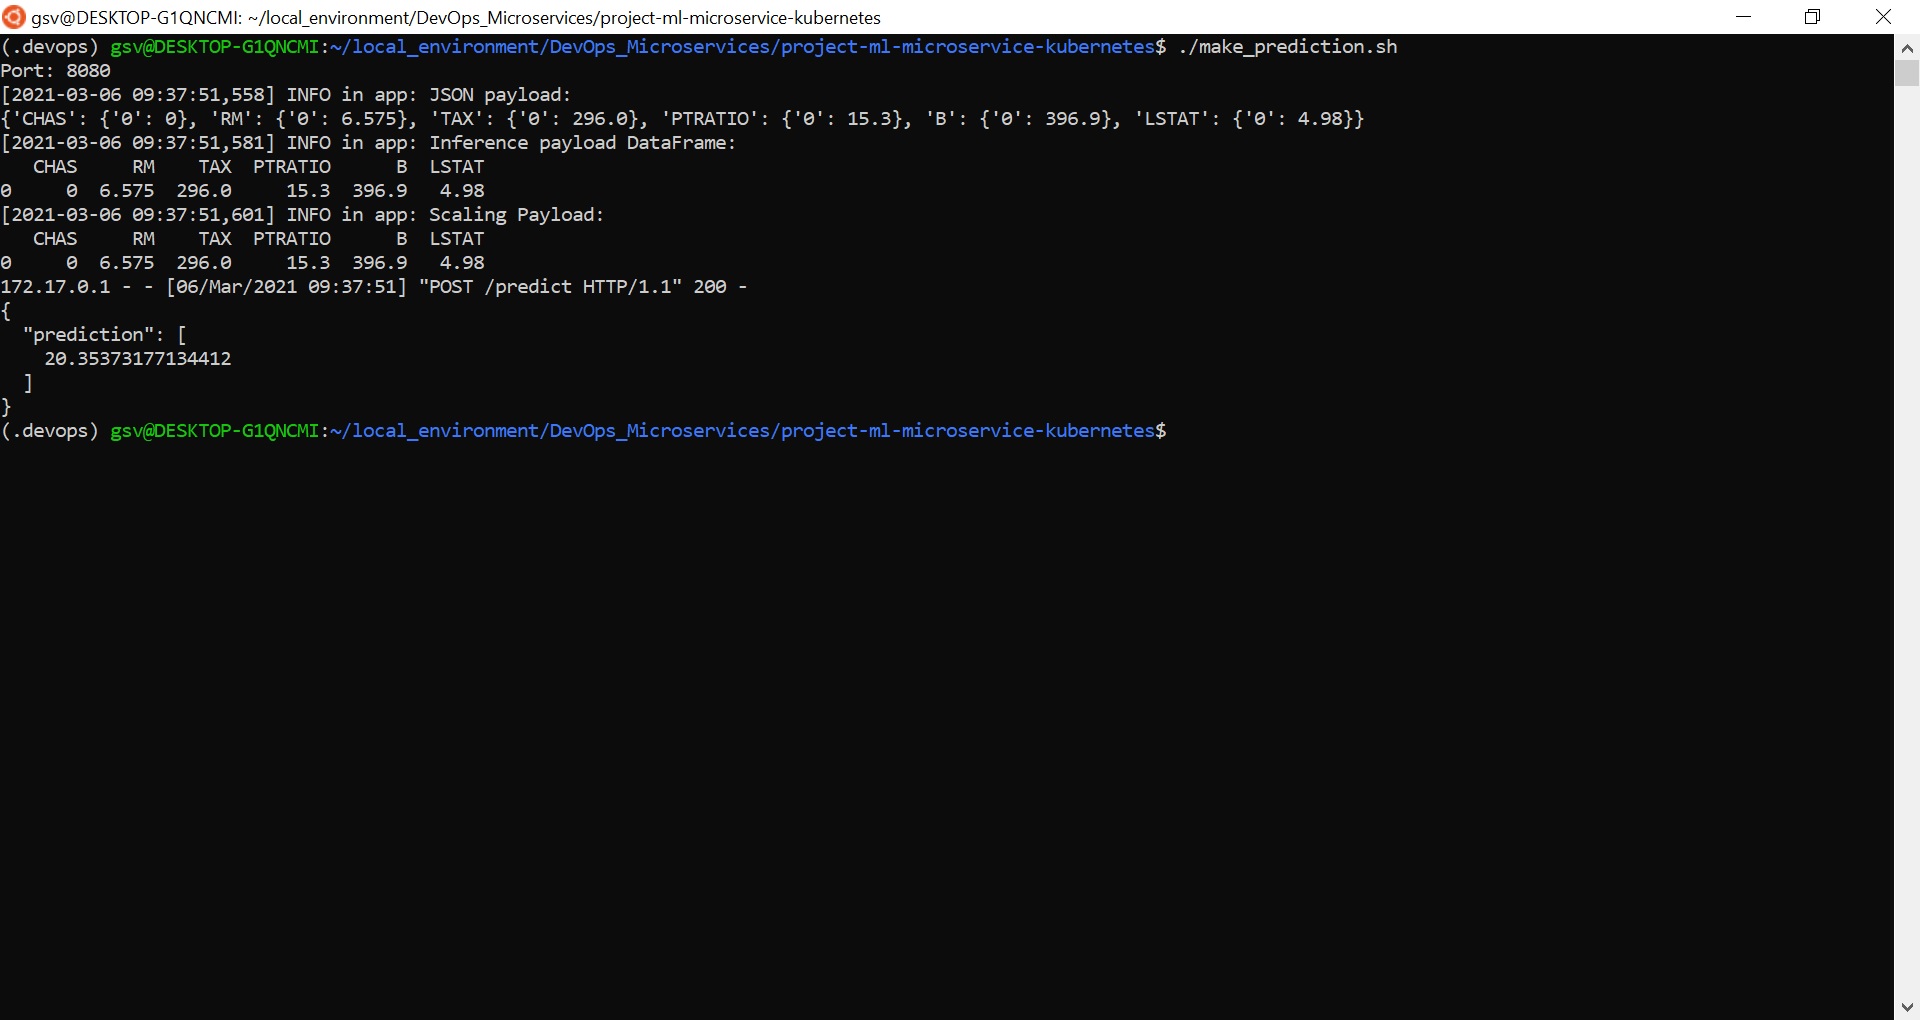 gsv@DESKTOP-G1QNCMI: ~/local_environment/DevOps_Microservices/project-ml-microservice-kubernetes
(.devops) gsv@DESKTOP-G1QNCMI:~/local_environment/DevOps_Microservices/project-ml-microservice-kubernetes$ ./make_prediction.sh
Port: 8080
[2021-03-06 09:37:51,558] INFO in app: JSON payload:
{'CHAS': {'0': 0}, 'RM': {'0': 6.575}, 'TAX': {'0': 296.0}, 'PTRATIO': {'0': 15.3}, 'B': {'0': 396.9}, 'LSTAT': {'0': 4.98}}
[2021-03-06 09:37:51,581] INFO in app: Inference payload DataFrame:
   CHAS     RM    TAX  PTRATIO      B  LSTAT
0     0  6.575  296.0     15.3  396.9   4.98
[2021-03-06 09:37:51,601] INFO in app: Scaling Payload:
   CHAS     RM    TAX  PTRATIO      B  LSTAT
0     0  6.575  296.0     15.3  396.9   4.98
172.17.0.1 - - [06/Mar/2021 09:37:51] "POST /predict HTTP/1.1" 200 -
{
  "prediction": [
    20.35373177134412
  ]
}
(.devops) gsv@DESKTOP-G1QNCMI:~/local_environment/DevOps_Microservices/project-ml-microservice-kubernetes$